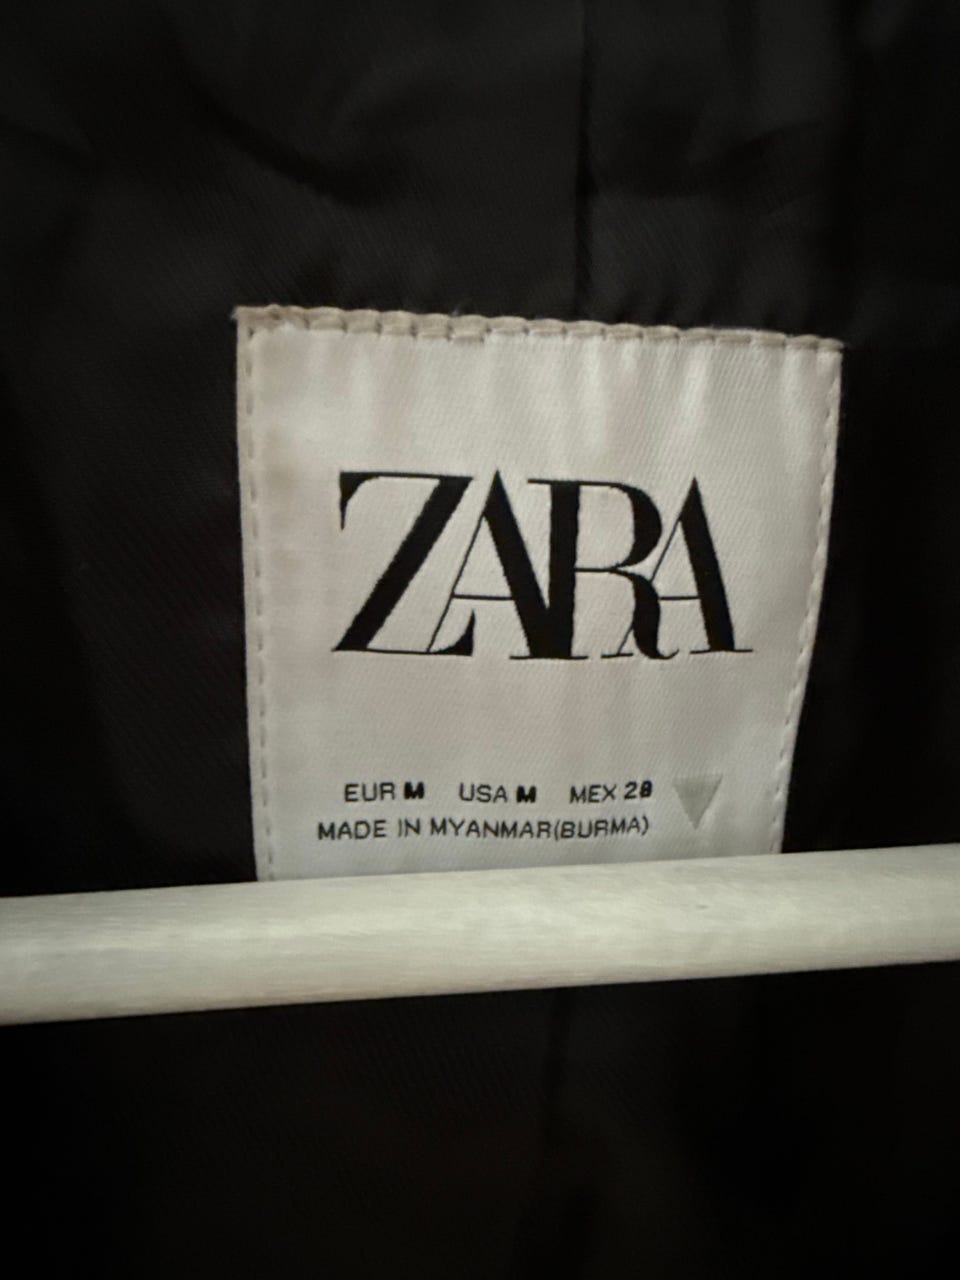 ZARA
EUR M USA M MEX 28
MADE IN MYANMAR(BURMA)